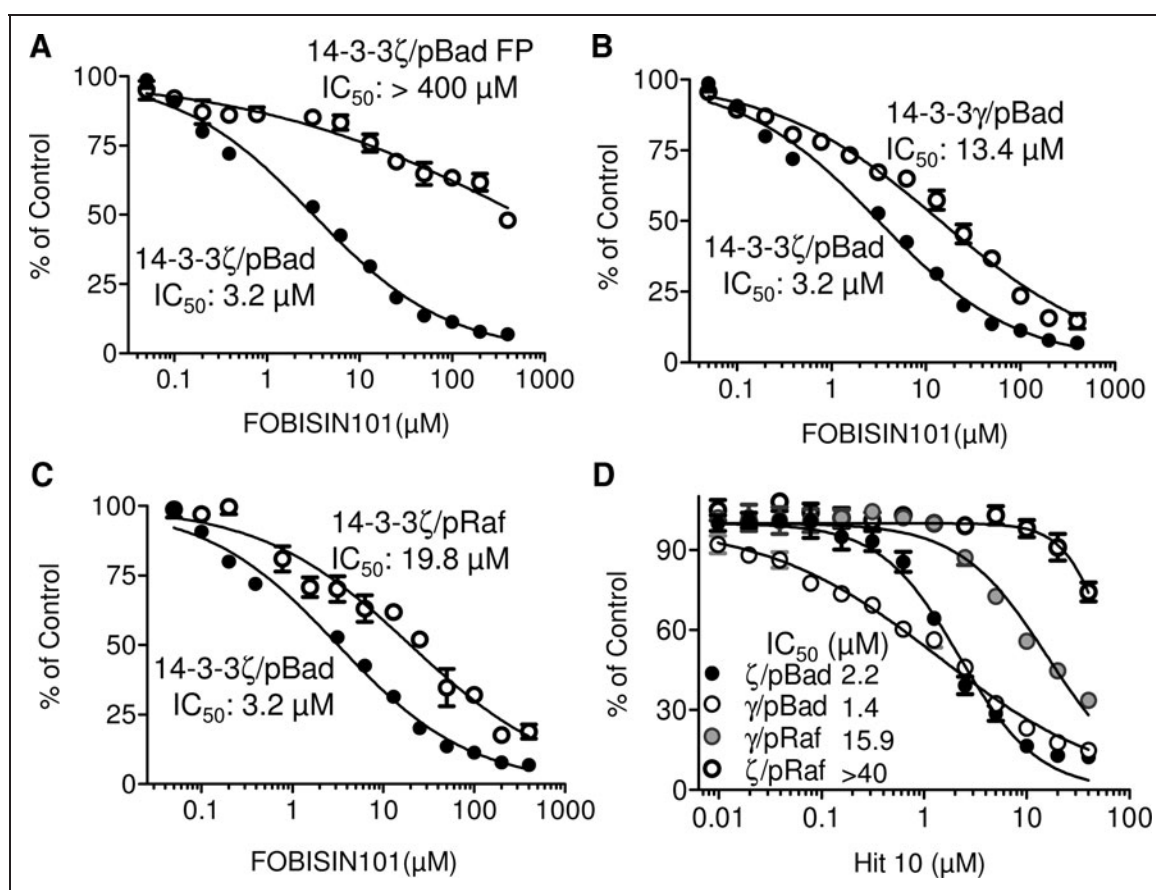 A
14-3-3ζ/pBad FP
IC50: > 400 µM
14-3-3ζ/pBad
IC50: 3.2 µM
% of Control
100
75
50
25
0
0.1 1 10 100 1000
FOBISIN101(µM)
B
14-3-3γ/pBad
IC50: 13.4 µM
14-3-3ζ/pBad
IC50: 3.2 µM
% of Control
100
75
50
25
0
0.1 1 10 100 1000
FOBISIN101(µM)
C
14-3-3ζ/pRaf
IC50: 19.8 µM
14-3-3ζ/pBad
IC50: 3.2 µM
% of Control
100
75
50
25
0
0.1 1 10 100 1000
FOBISIN101(µM)
D
IC50 (µM)
ζ/pBad 2.2
γ/pBad 1.4
γ/pRaf 15.9
ζ/pRaf >40
% of Control
90
60
30
0
0.01 0.1 1 10 100
Hit 10 (µM)